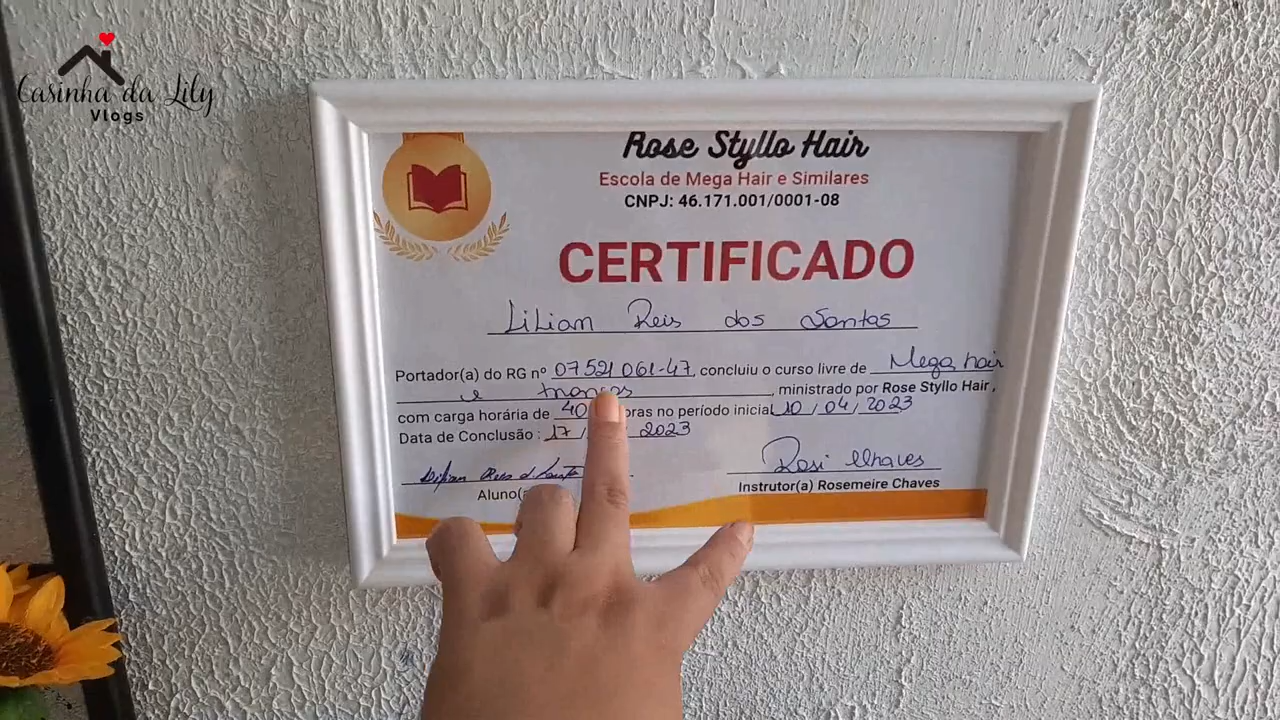 Casinha da Lily
Vlogs
Rose Styllo Hair
Escola de Mega Hair e Similares
CNPJ: 46.171.001/0001-08
CERTIFICADO
Lilian Reis dos Santos
Portador(a) do RG nº 07521061-47, concluiu o curso livre de Mega hair
e tranças, ministrado por Rose Styllo Hair,
com carga horária de 40 oras no período inicial 10/04/2023
Data de Conclusão: 17/ 2023
Rosi Chaves
Aluno( Instrutor(a) Rosemeire Chaves